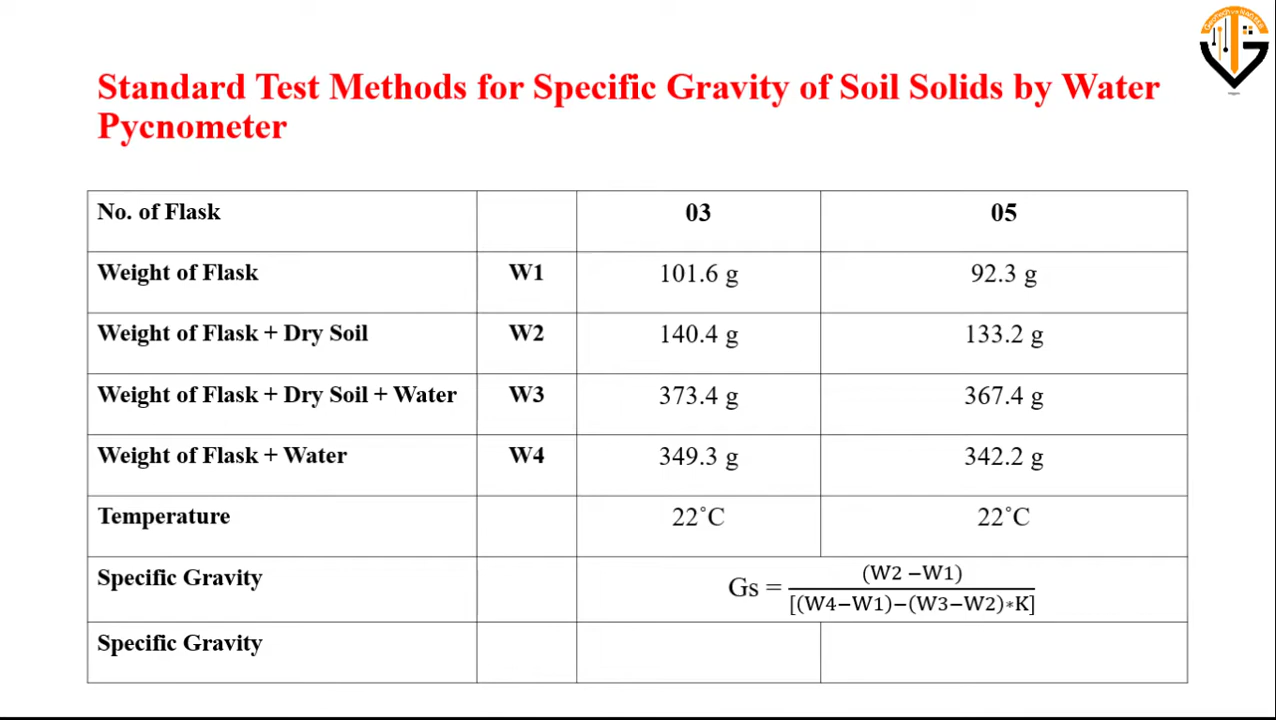 Standard Test Methods for Specific Gravity of Soil Solids by Water
Pycnometer
No. of Flask 03 05
Weight of Flask W1 101.6 g 92.3 g
Weight of Flask + Dry Soil W2 140.4 g 133.2 g
Weight of Flask + Dry Soil + Water W3 373.4 g 367.4 g
Weight of Flask + Water W4 349.3 g 342.2 g
Temperature 22˚C 22˚C
Specific Gravity Gs = (W2 −W1) / [(W4−W1)−(W3−W2)∗K]
Specific Gravity